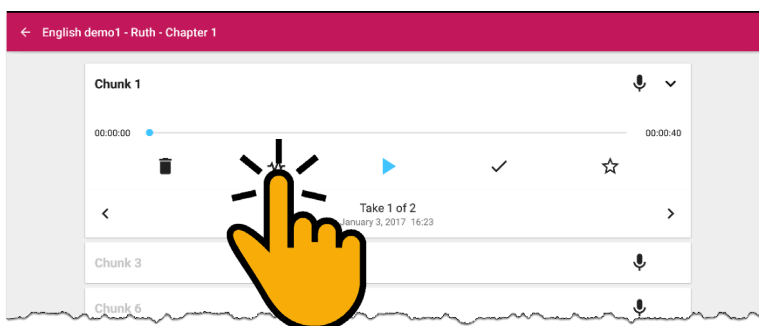 English demo1 - Ruth - Chapter 1
Chunk 1
00:00:00
00:00:40
Take 1 of 2
January 3, 2017 16:23
Chunk 3
Chunk 6